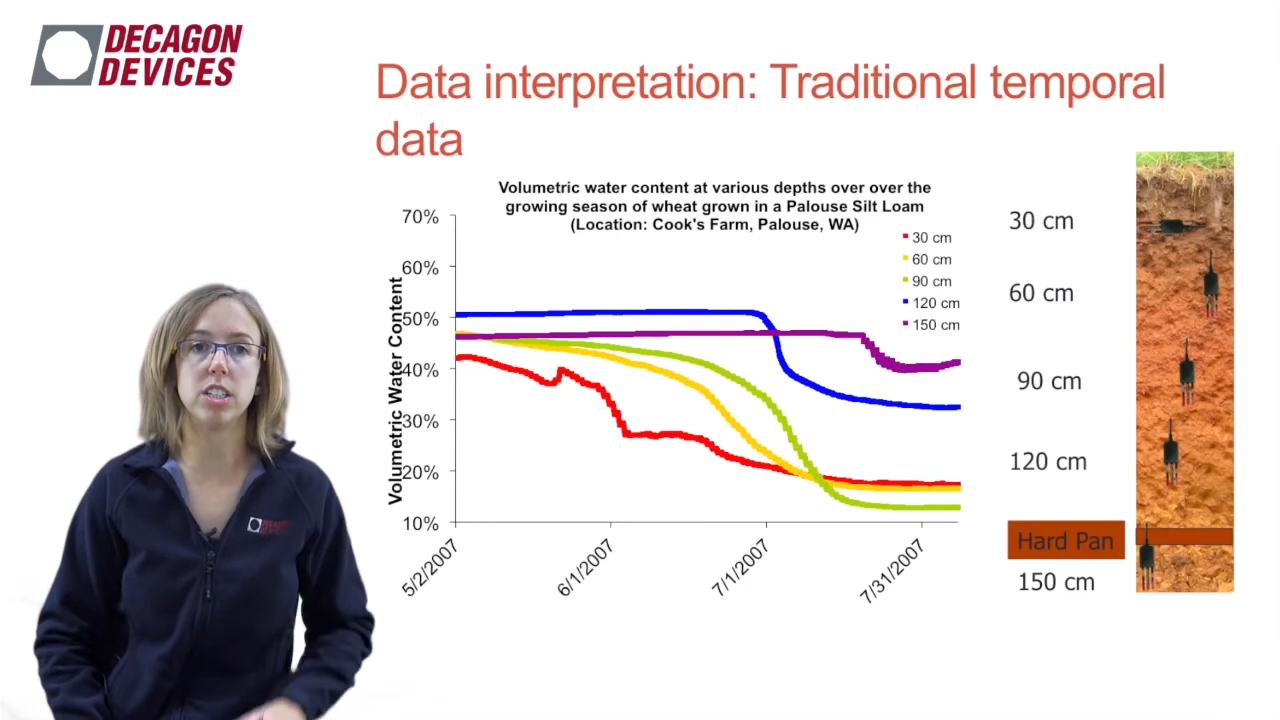 DECAGON
DEVICES
Data interpretation: Traditional temporal
data
Volumetric water content at various depths over over the
growing season of wheat grown in a Palouse Silt Loam
(Location: Cook's Farm, Palouse, WA)
Volumetric Water Content
70%
60%
50%
40%
30%
20%
10%
5/2/2007
6/1/2007
7/1/2007
7/31/2007
30 cm
60 cm
90 cm
120 cm
150 cm
30 cm
60 cm
90 cm
120 cm
Hard Pan
150 cm
DECAGON
DEVICES